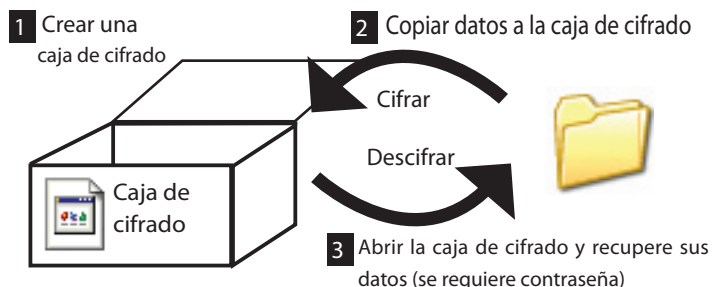 1 Crear una
caja de cifrado
2 Copiar datos a la caja de cifrado
Cifrar
Descifrar
Caja de
cifrado
3 Abrir la caja de cifrado y recupere sus
datos (se requiere contraseña)